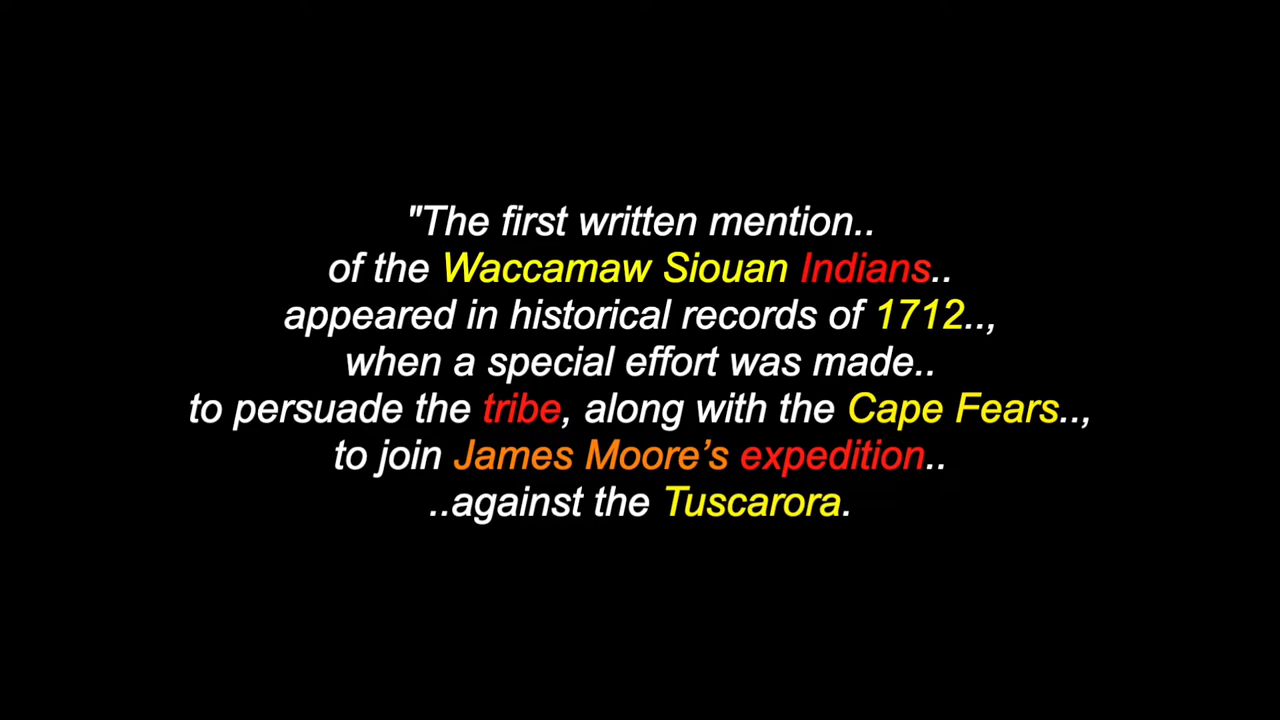 "The first written mention..
of the Waccamaw Siouan Indians..
appeared in historical records of 1712..,
when a special effort was made..
to persuade the tribe, along with the Cape Fears..,
to join James Moore’s expedition..
..against the Tuscarora.